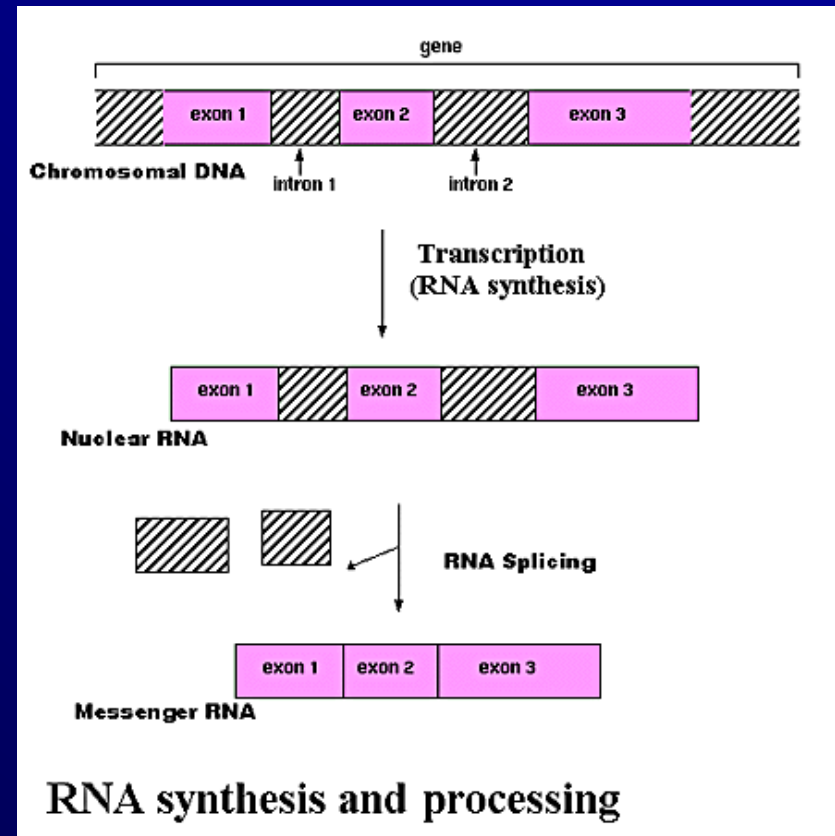 gene
exon 1 exon 2 exon 3
Chromosomal DNA
intron 1 intron 2
Transcription
(RNA synthesis)
exon 1 exon 2 exon 3
Nuclear RNA
RNA Splicing
exon 1 exon 2 exon 3
Messenger RNA
RNA synthesis and processing